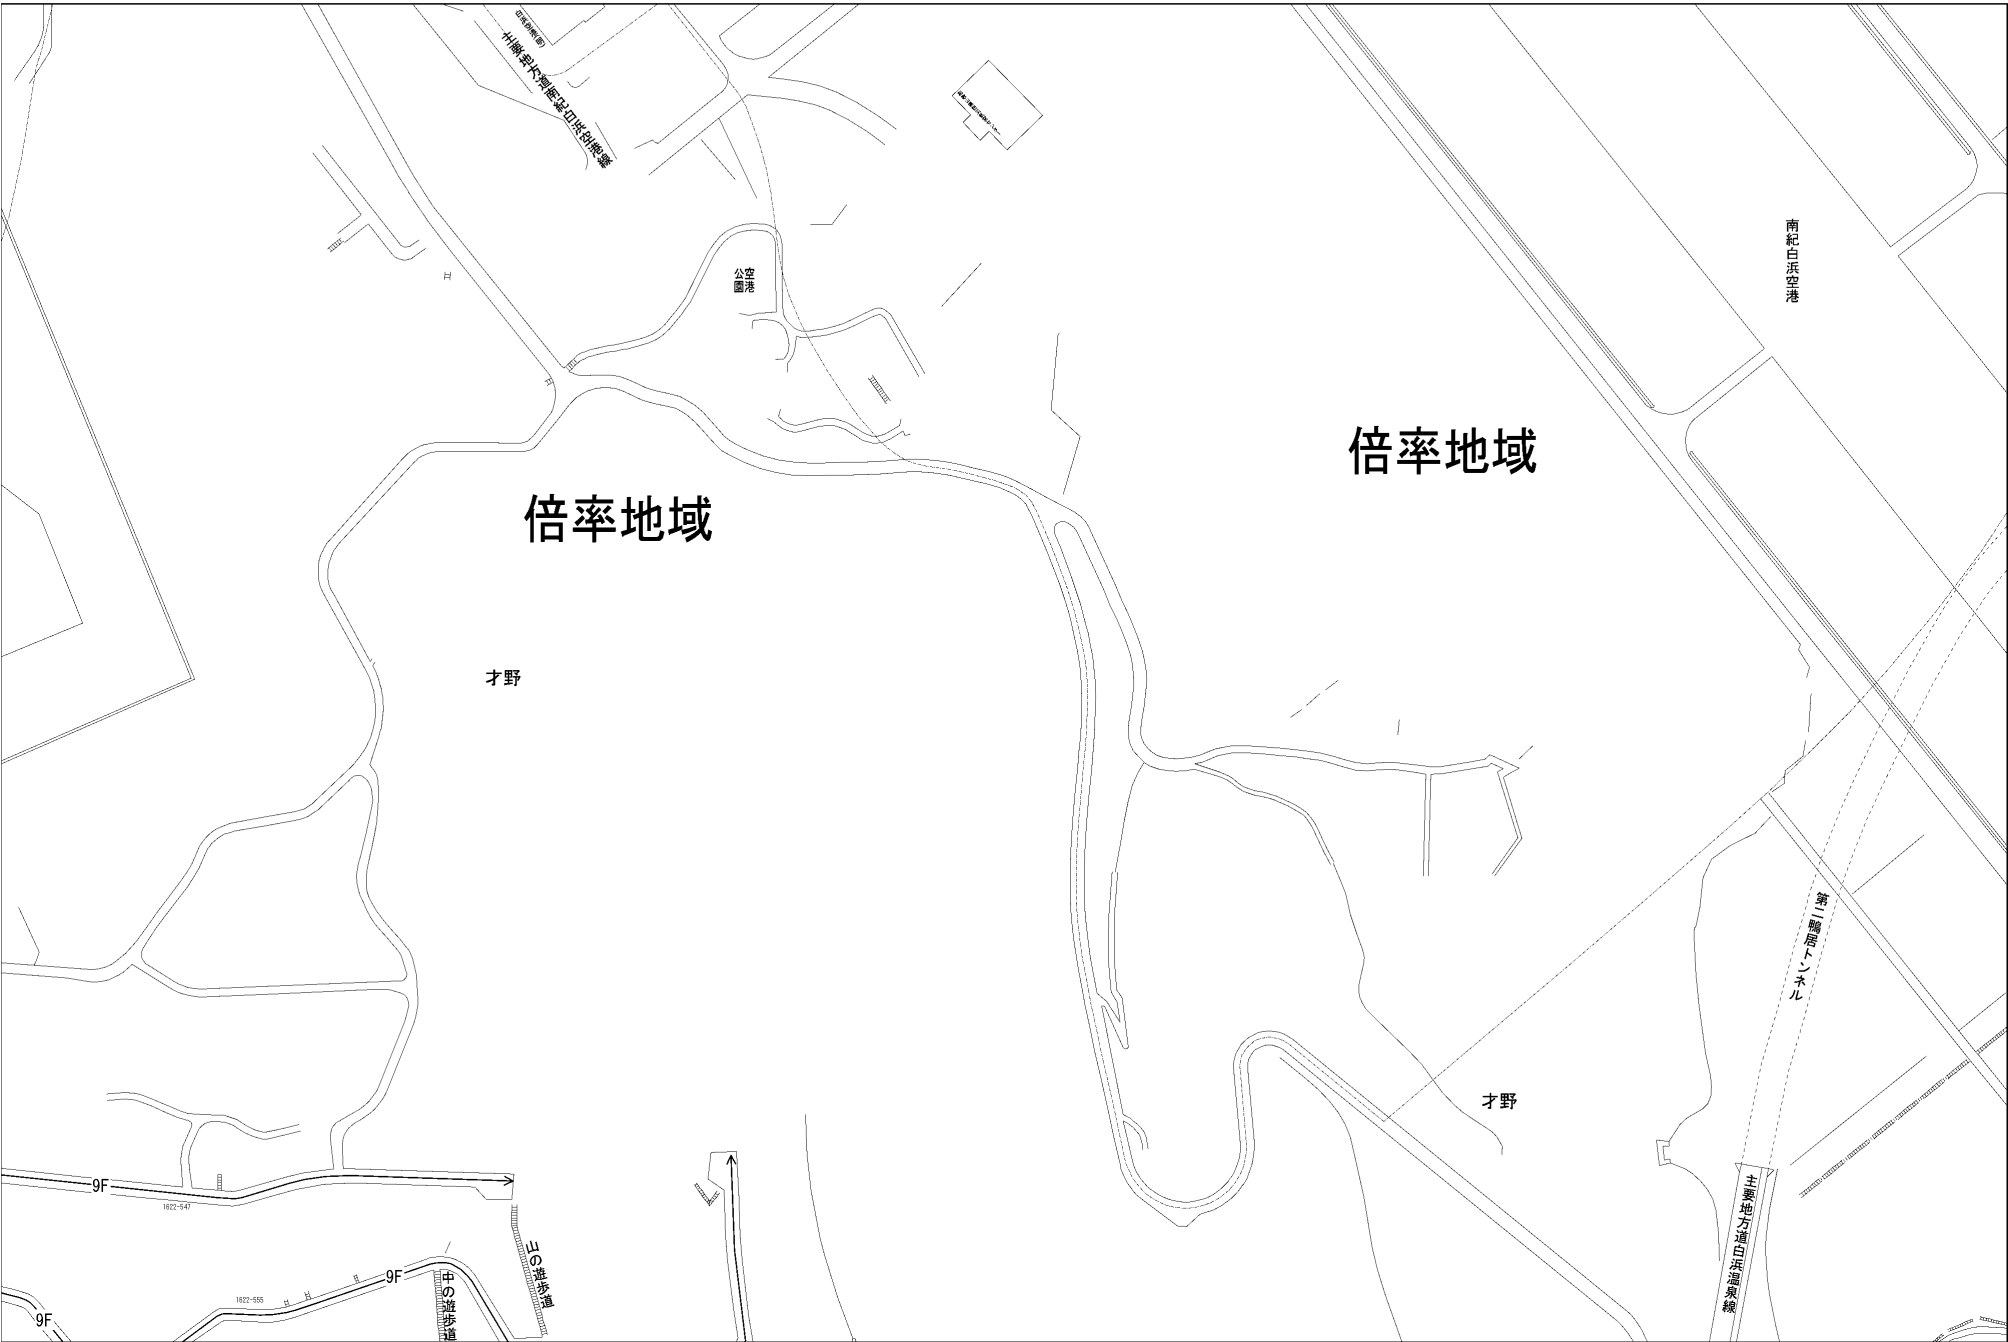 主要地方道南紀白浜空港線
南紀白浜空港
空港
公園
倍率地域
倍率地域
才野
第二鴨居トンネル
才野
9F
1622-547
主要地方道白浜温泉線
山の遊歩道
中の遊歩道
9F
1622-555
9F